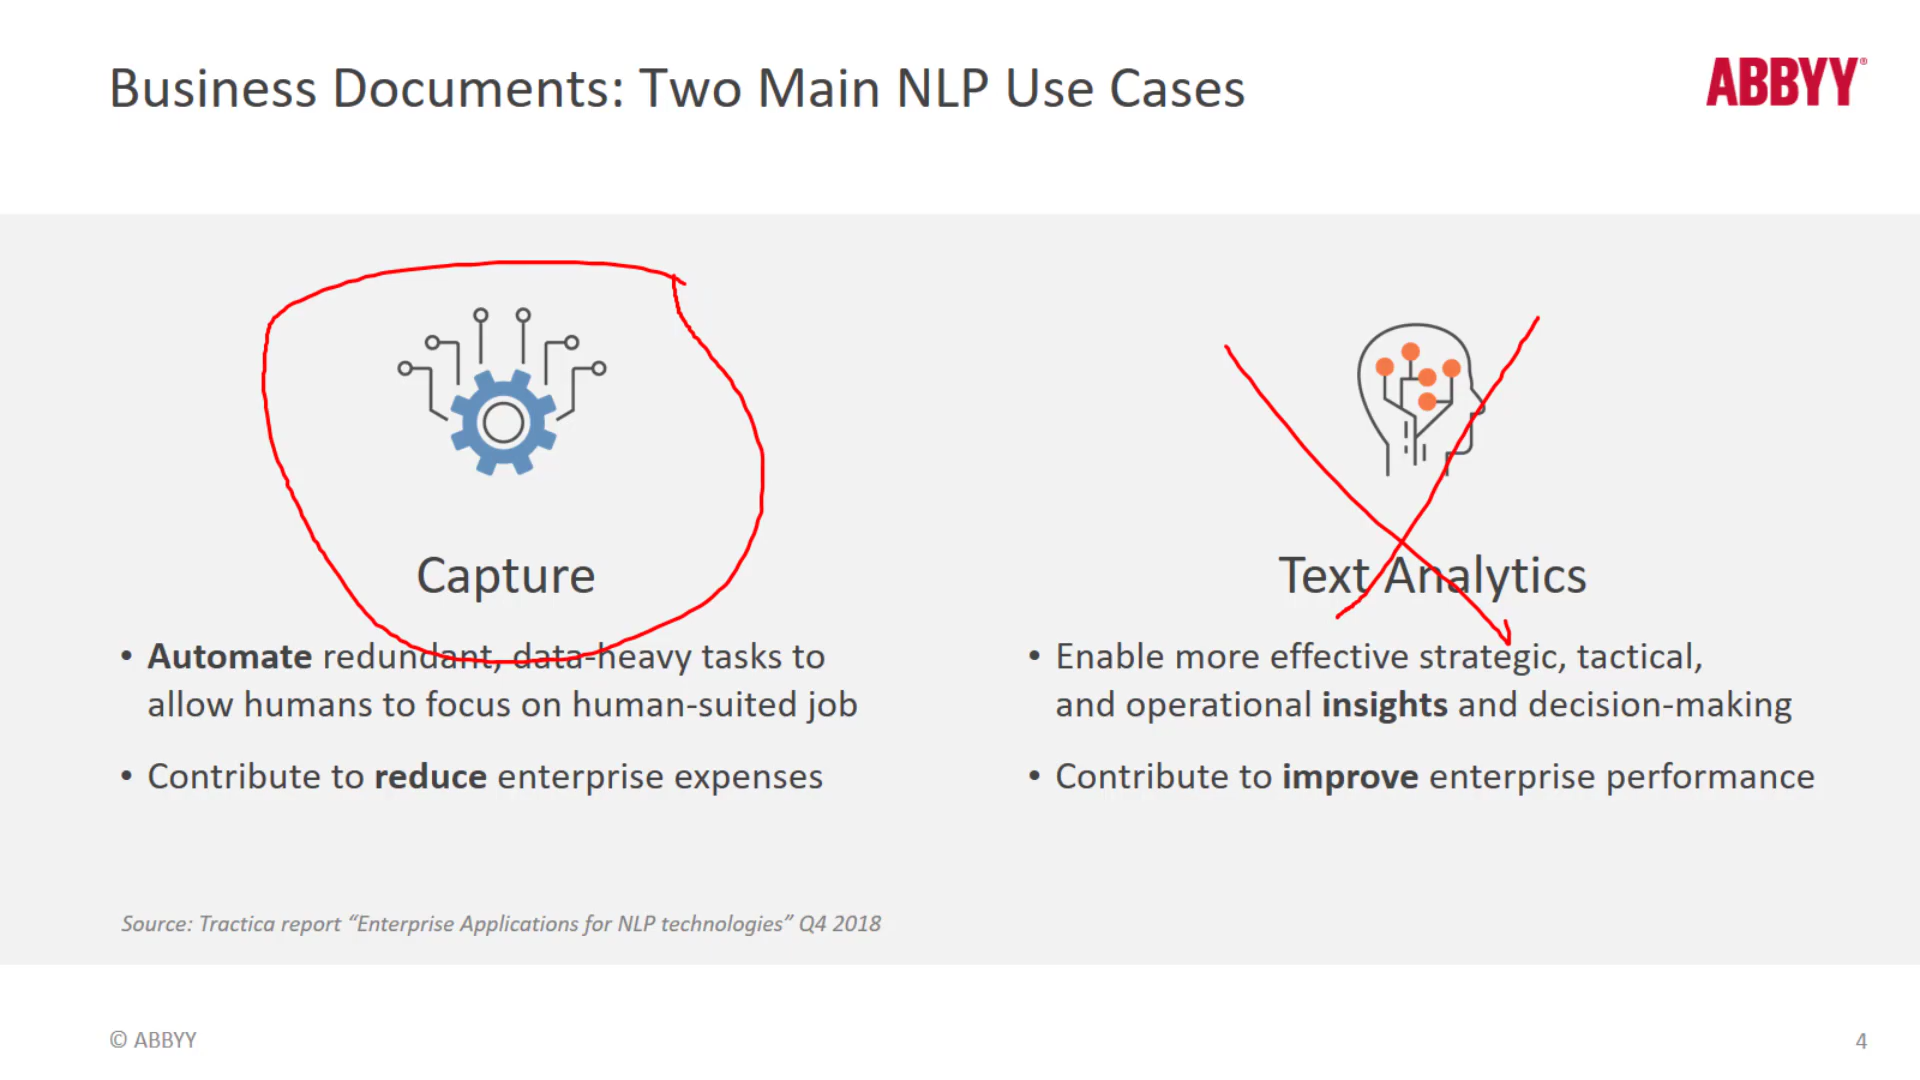 Business Documents: Two Main NLP Use Cases
ABBYY®
Capture
• Automate redundant, data-heavy tasks to
allow humans to focus on human-suited job
• Contribute to reduce enterprise expenses
Text Analytics
• Enable more effective strategic, tactical,
and operational insights and decision-making
• Contribute to improve enterprise performance
Source: Tractica report “Enterprise Applications for NLP technologies” Q4 2018
© ABBYY
4